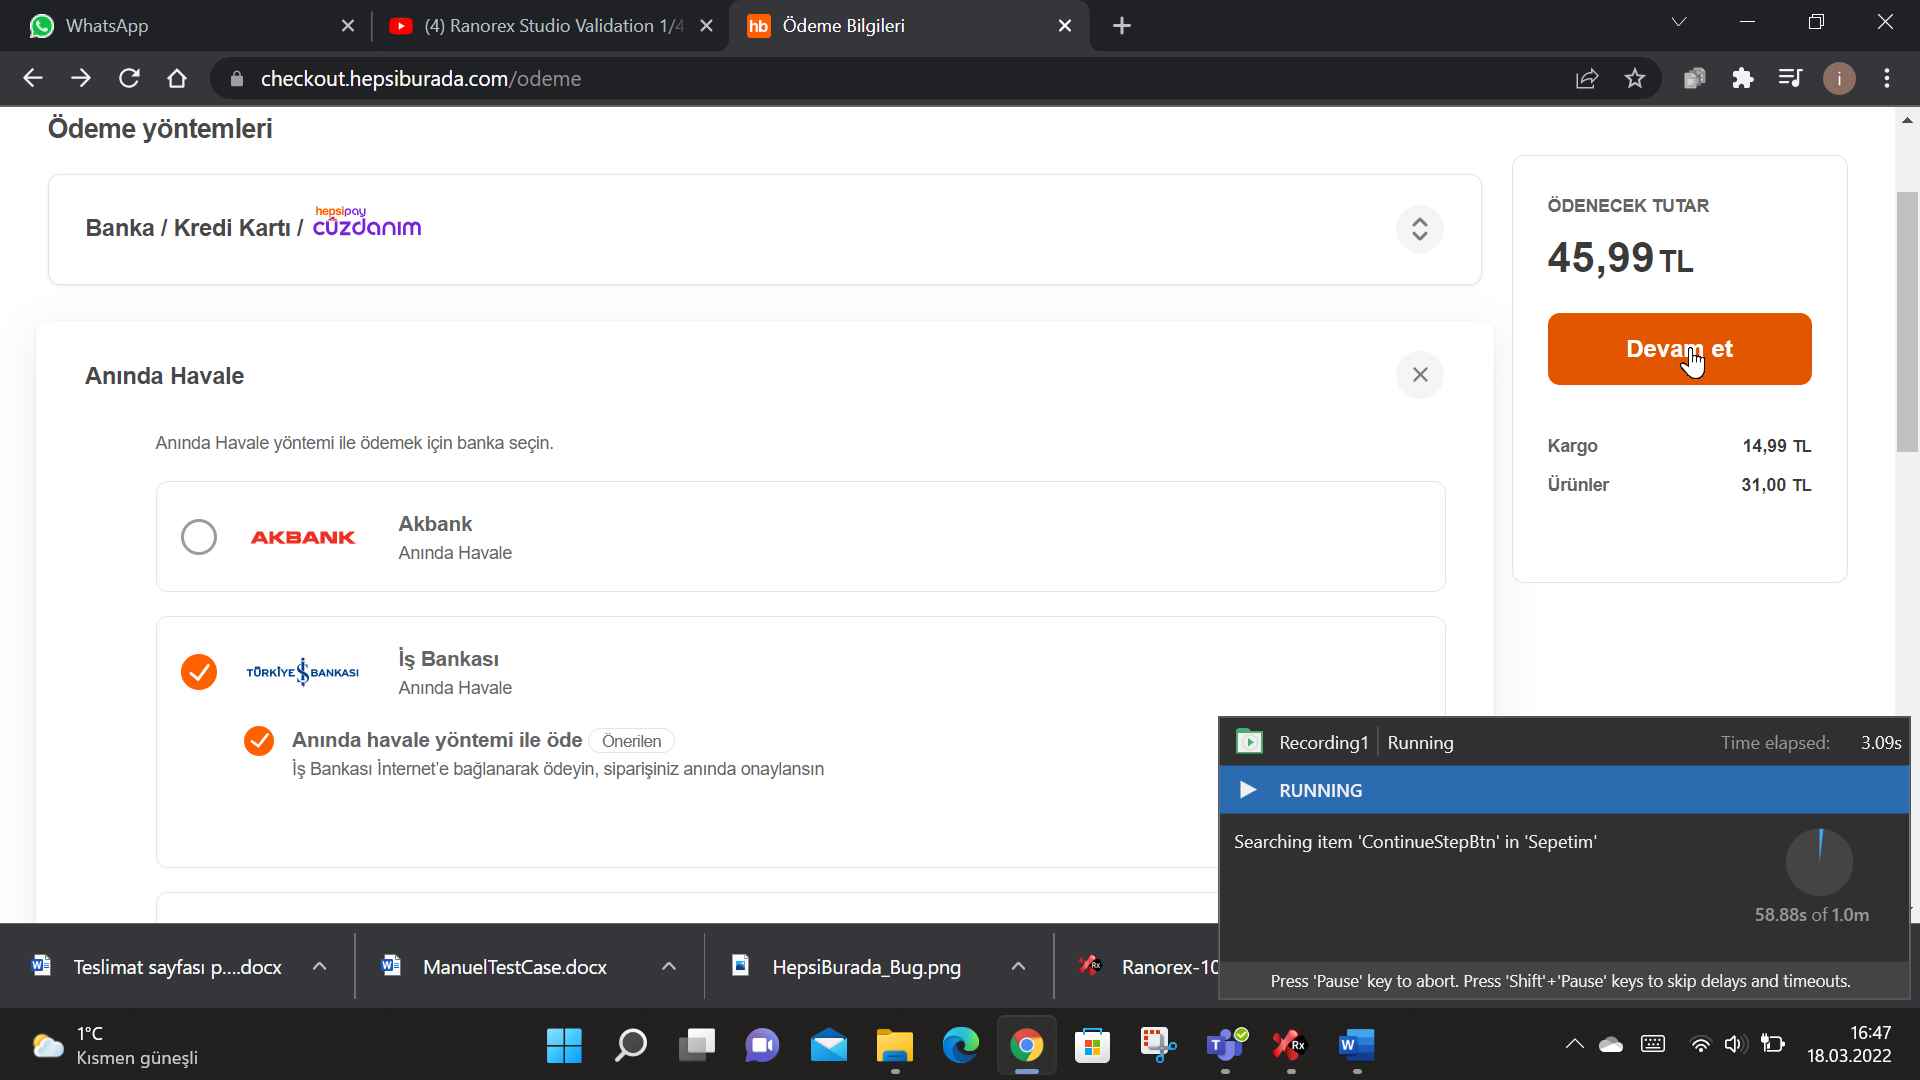 WhatsApp
(4) Ranorex Studio Validation 1/4
hb Ödeme Bilgileri
checkout.hepsiburada.com/odeme
i
Ödeme yöntemleri
Banka / Kredi Kartı / hepsipay cüzdanım
ÖDENECEK TUTAR
45,99 TL
Devam et
Kargo 14,99 TL
Ürünler 31,00 TL
Anında Havale
Anında Havale yöntemi ile ödemek için banka seçin.
AKBANK
Akbank
Anında Havale
TÜRKİYE İŞ BANKASI
İş Bankası
Anında Havale
Anında havale yöntemi ile öde Önerilen
İş Bankası İnternet'e bağlanarak ödeyin, siparişiniz anında onaylansın
Recording1 Running Time elapsed: 3.09s
RUNNING
Searching item 'ContinueStepBtn' in 'Sepetim'
58.88s of 1.0m
Press 'Pause' key to abort. Press 'Shift'+'Pause' keys to skip delays and timeouts.
Teslimat sayfası p....docx
ManuelTestCase.docx
HepsiBurada_Bug.png
Ranorex-10
1°C
Kısmen güneşli
16:47
18.03.2022